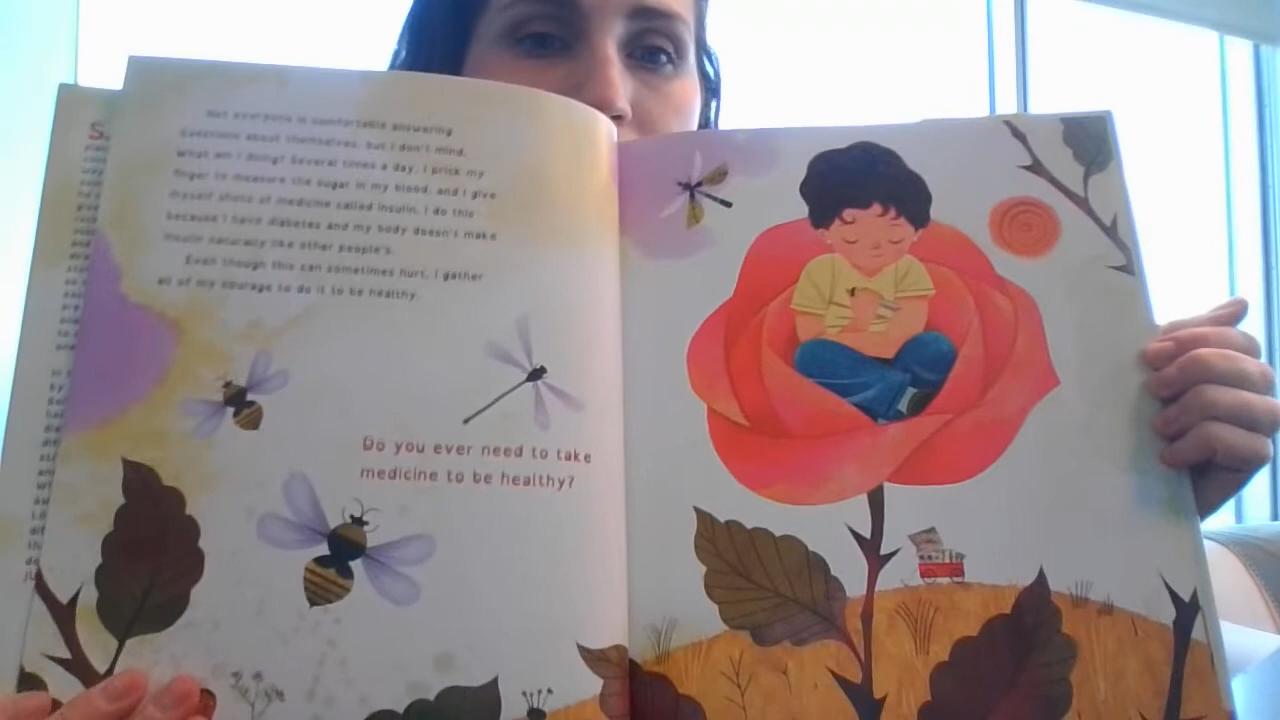 S
Not everyone is comfortable answering
questions about themselves, but I don't mind.
What am I doing? Several times a day, I prick my
finger to measure the sugar in my blood, and I give
myself shots of medicine called insulin. I do this
because I have diabetes and my body doesn't make
insulin naturally like other people's.
Even though this can sometimes hurt, I gather
all of my courage to do it to be healthy.
Do you ever need to take
medicine to be healthy?